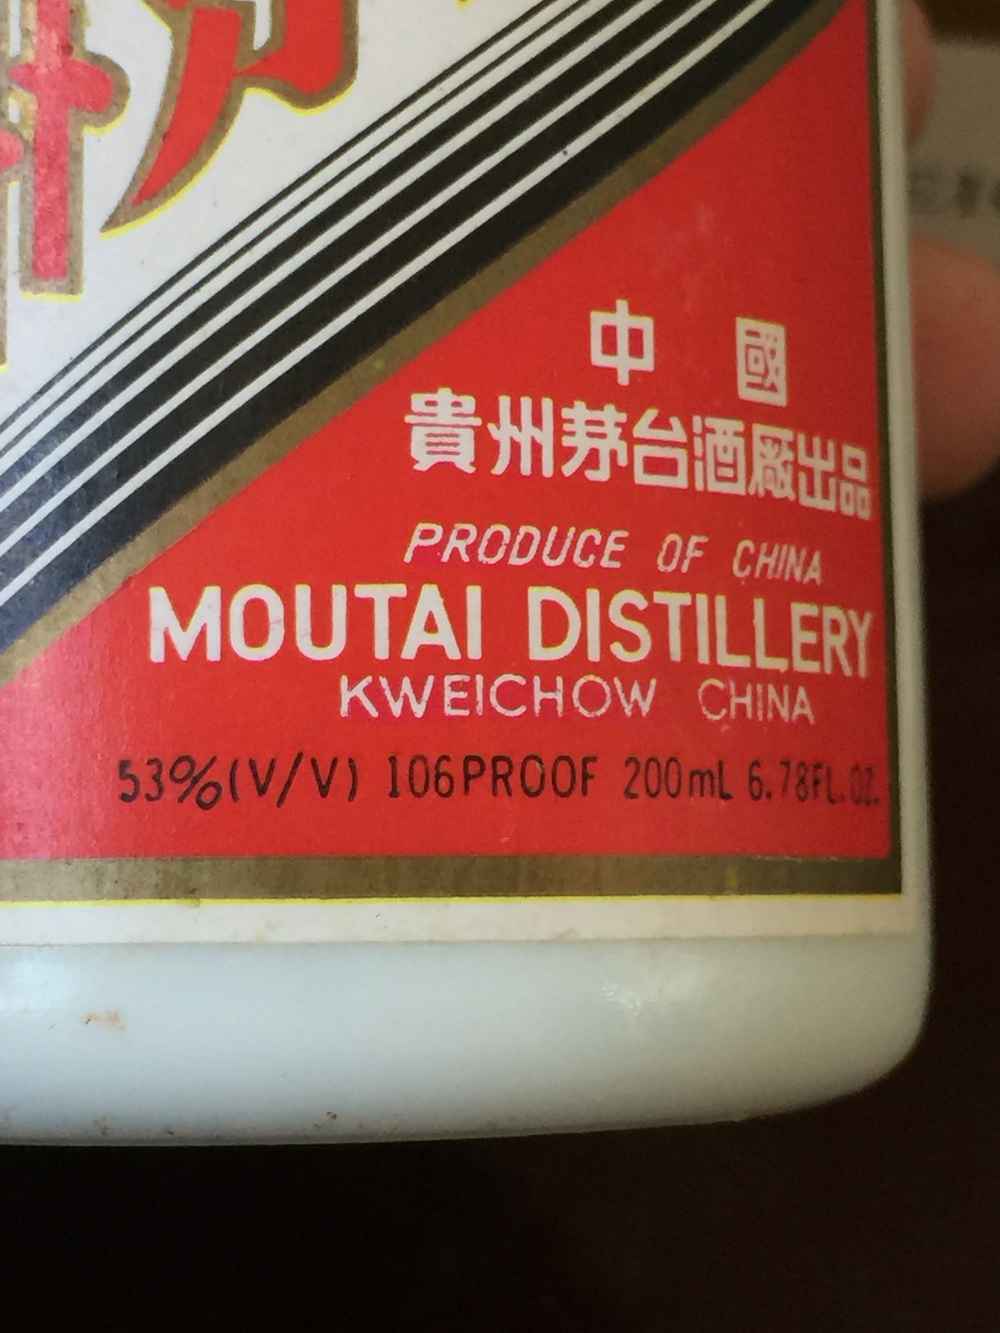 中國
貴州茅台酒廠出品
PRODUCE OF CHINA
MOUTAI DISTILLERY
KWEICHOW CHINA
53%(V/V) 106PROOF 200mL 6.78FL.OZ.